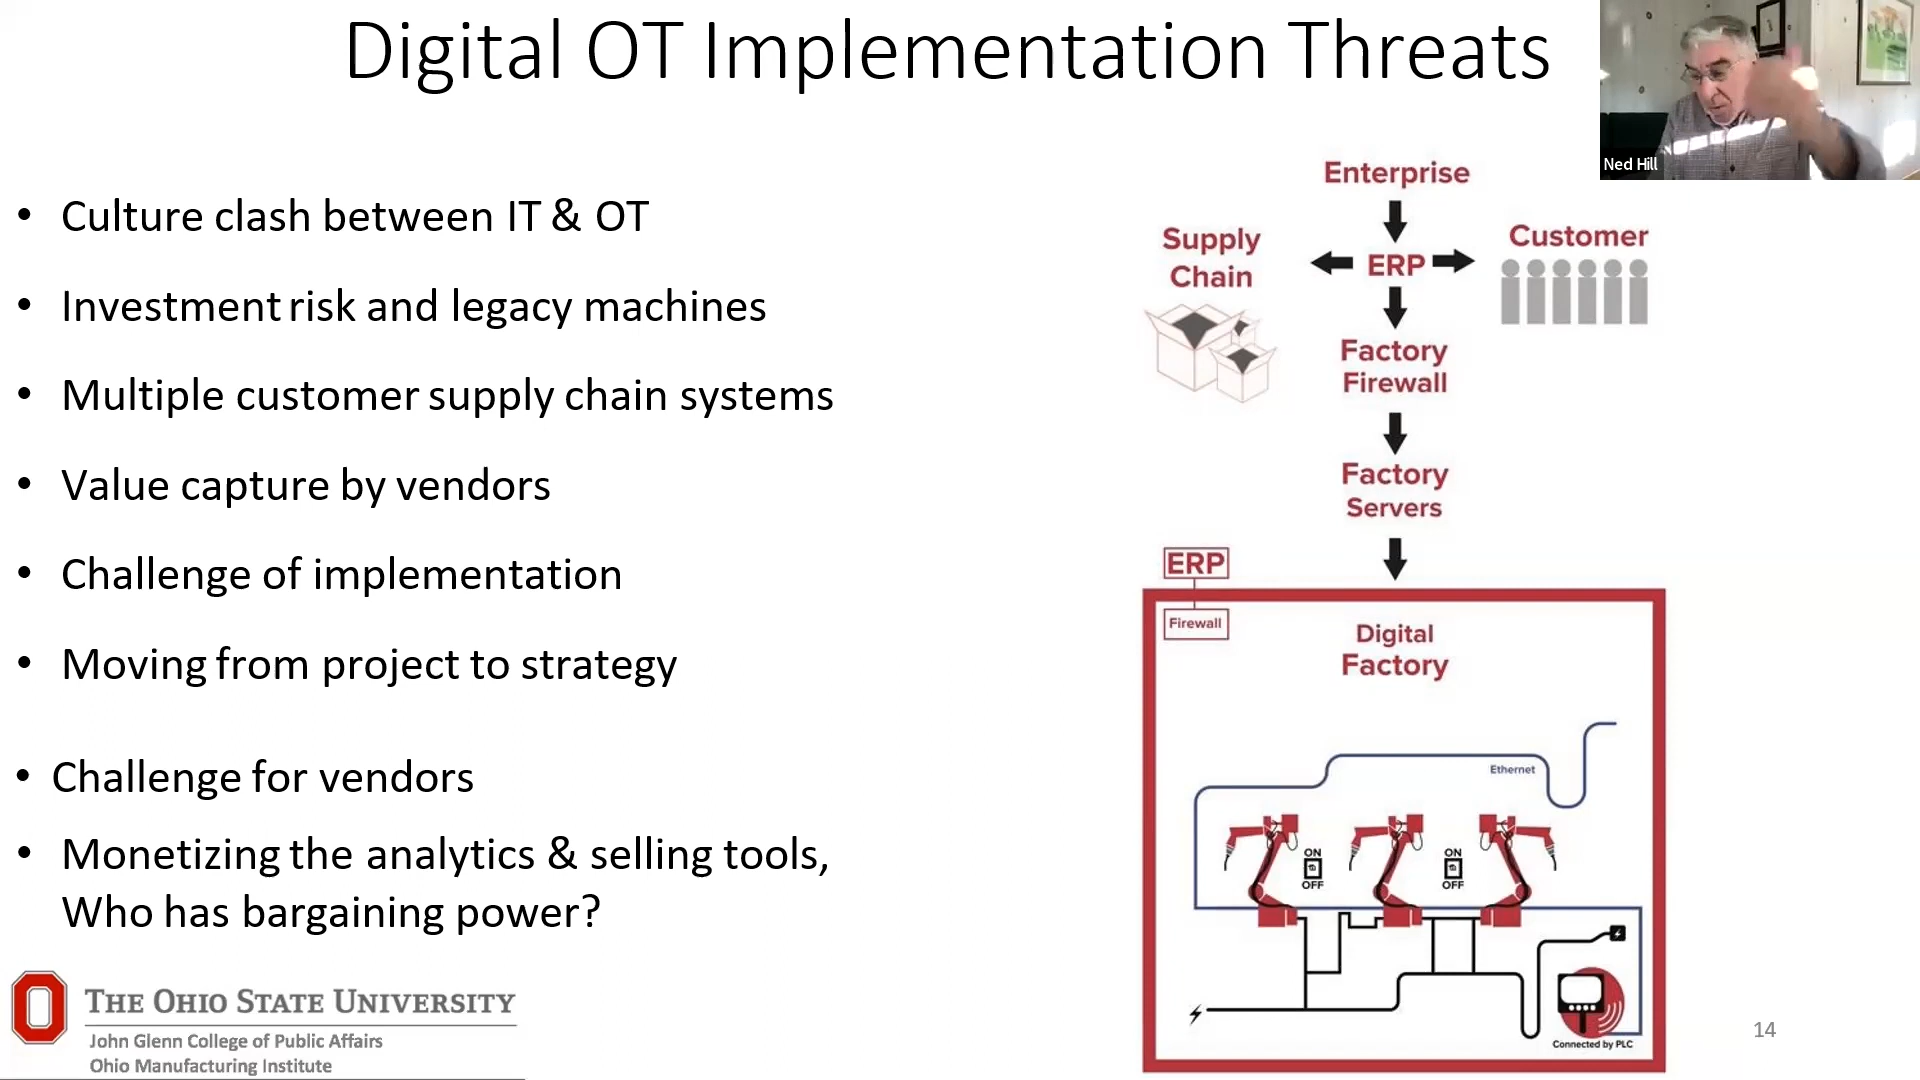 Digital OT Implementation Threats
Ned Hill
• Culture clash between IT & OT
• Investment risk and legacy machines
• Multiple customer supply chain systems
• Value capture by vendors
• Challenge of implementation
• Moving from project to strategy
• Challenge for vendors
• Monetizing the analytics & selling tools,
Who has bargaining power?
Enterprise
Supply
Chain
ERP
Customer
Factory
Firewall
Factory
Servers
ERP
Firewall
Digital
Factory
Ethernet
ON
OFF
ON
OFF
Connected by PLC
O
THE OHIO STATE UNIVERSITY
John Glenn College of Public Affairs
Ohio Manufacturing Institute
14